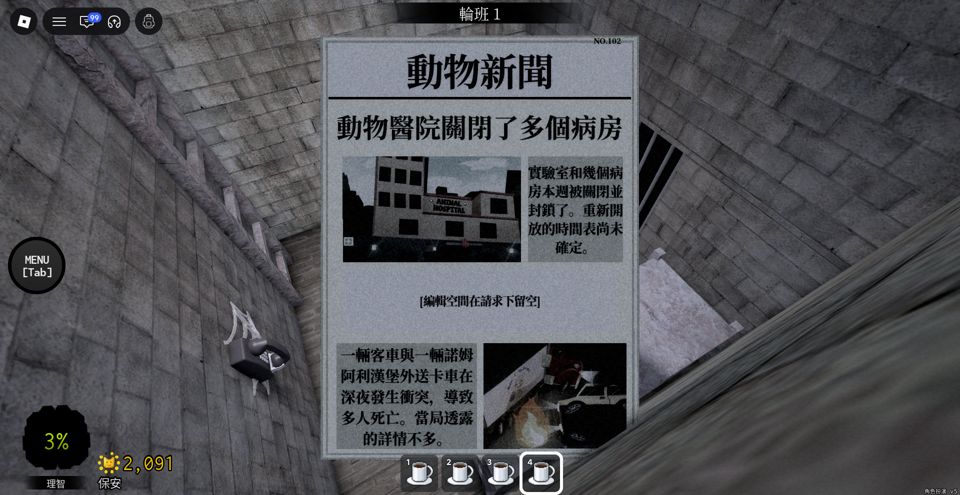 99
輪班 1
NO.102
動物新聞
動物醫院關閉了多個病房
ANIMAL
HOSPITAL
實驗室和幾個病
房本週被關閉並
封鎖了。重新開
放的時間表尚未
確定。
[編輯空間在請求下留空]
一輛客車與一輛諾姆
阿利漢堡外送卡車在
深夜發生衝突，導致
多人死亡。當局透露
的詳情不多。
MENU
[Tab]
3%
理智
2,091
保安
1
2
3
4